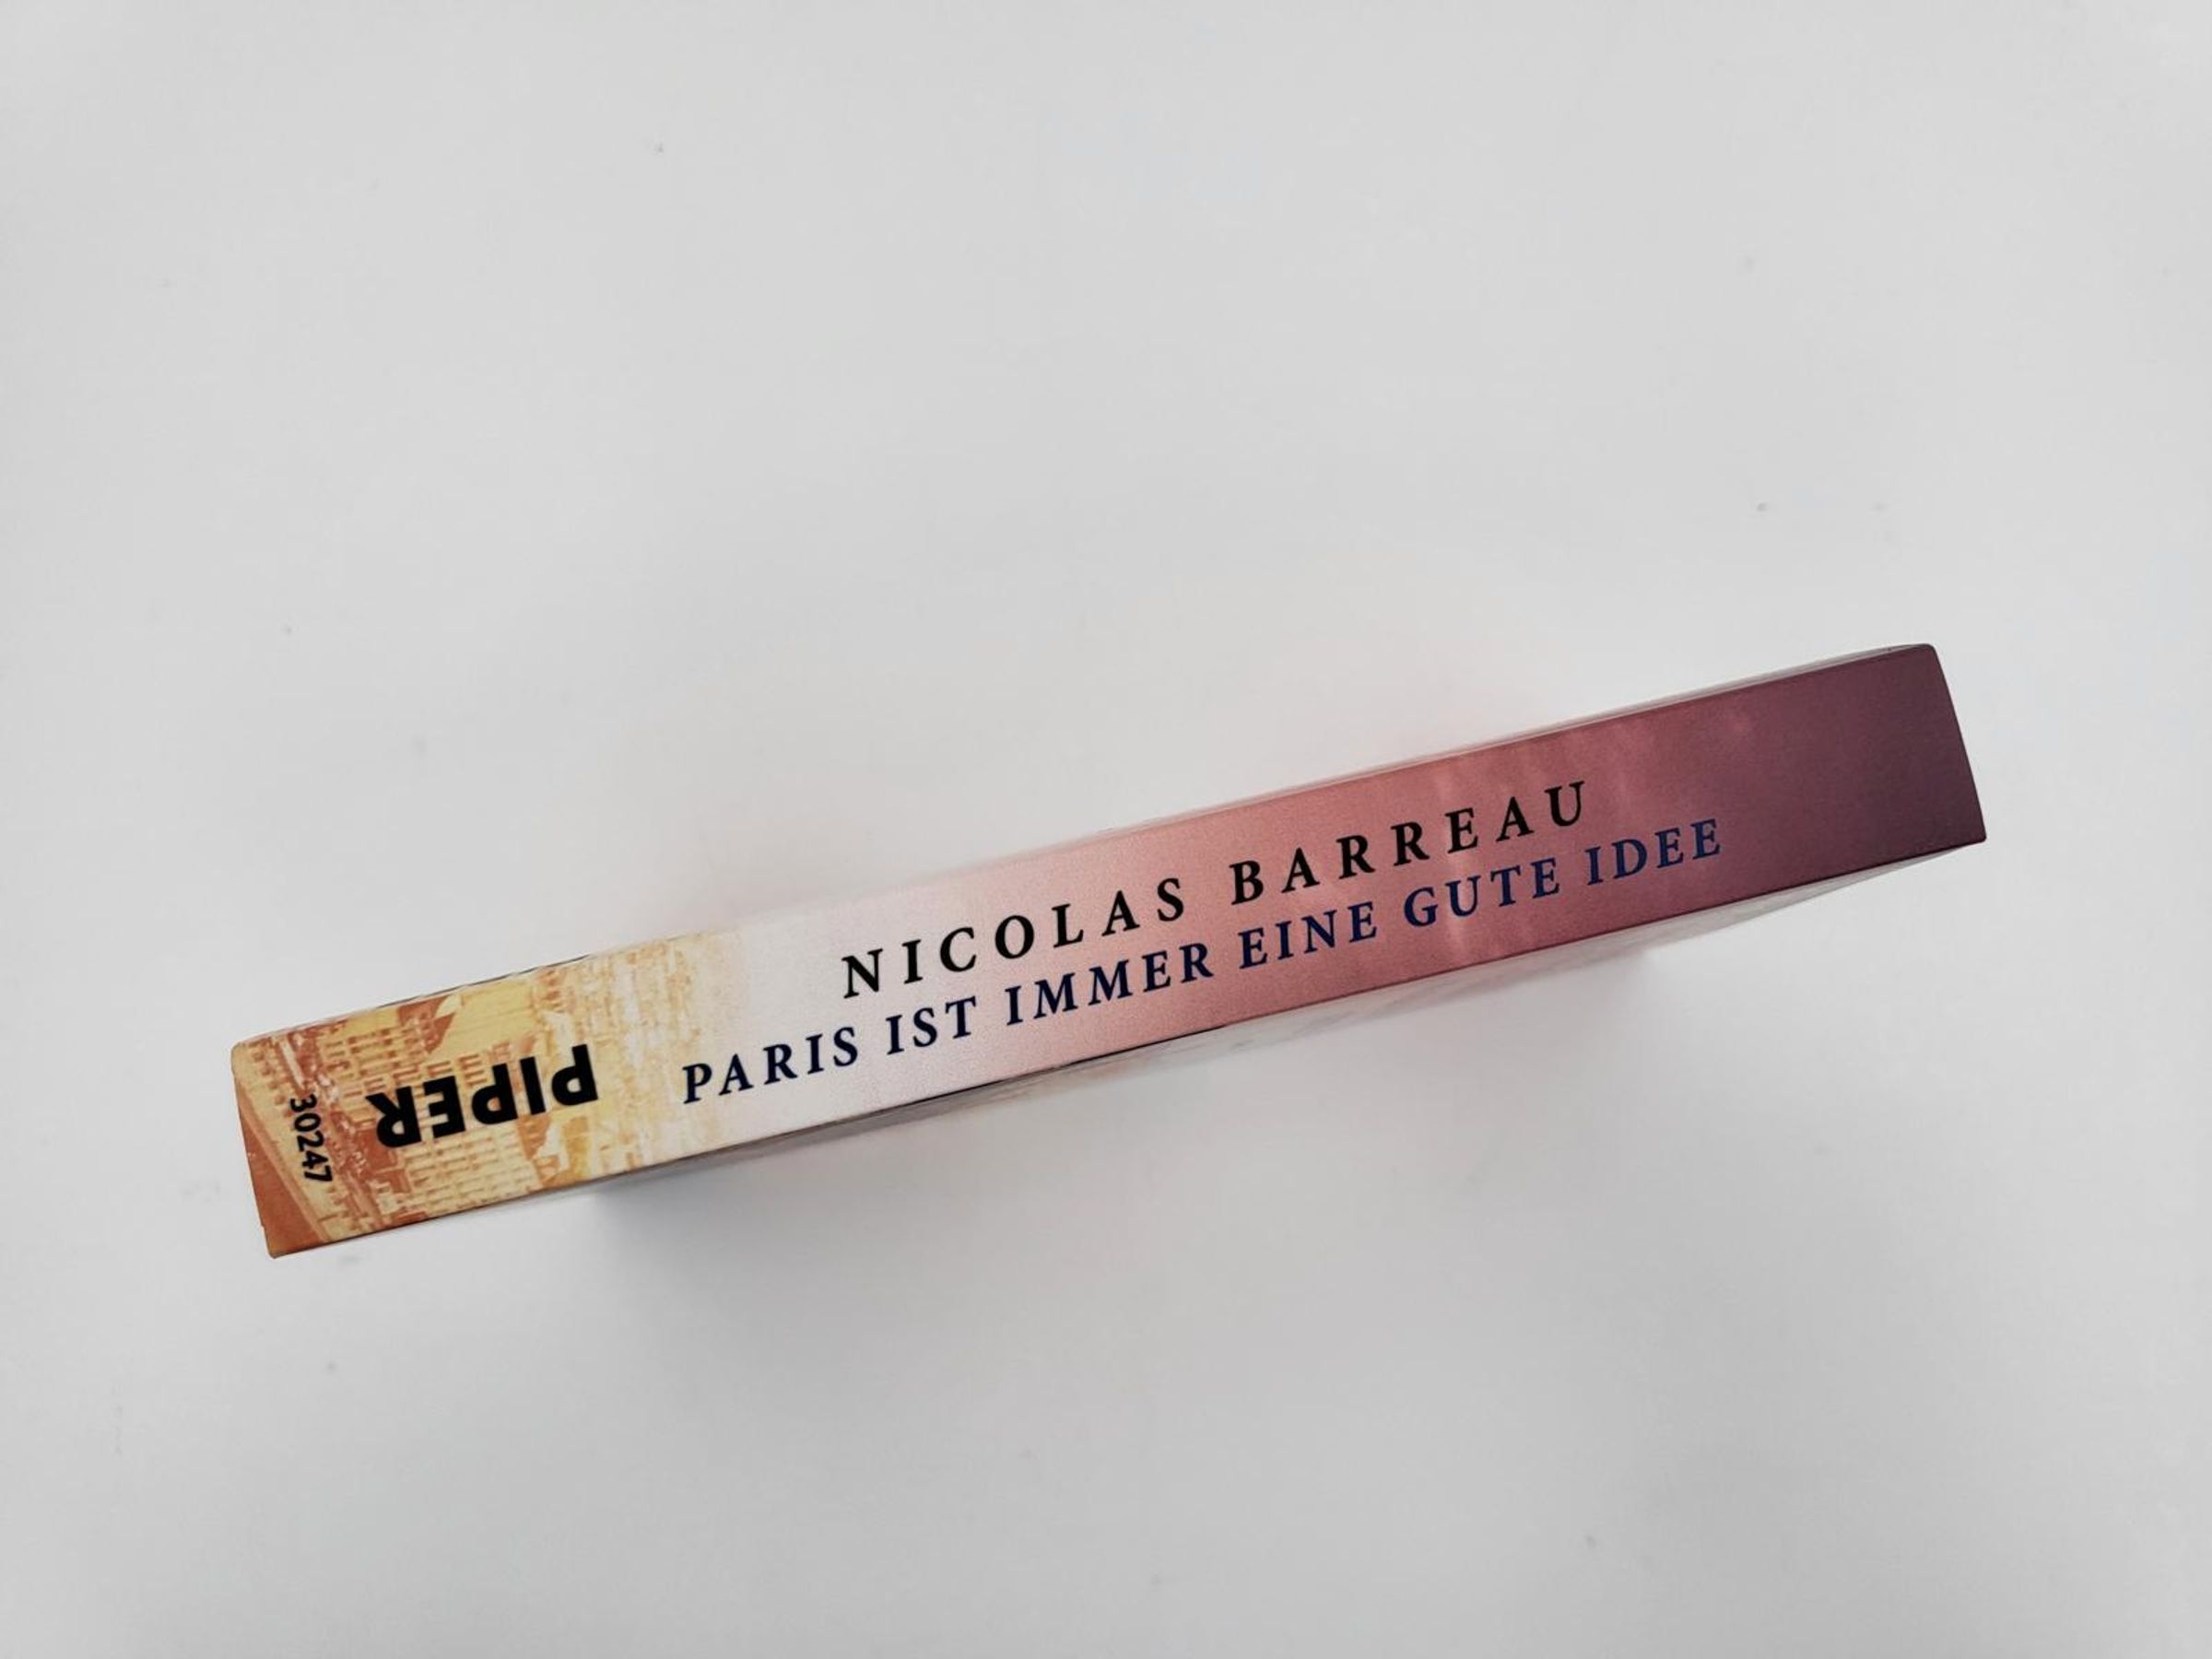 NICOLAS BARREAU
PARIS IST IMMER EINE GUTE IDEE
PIPER
30247